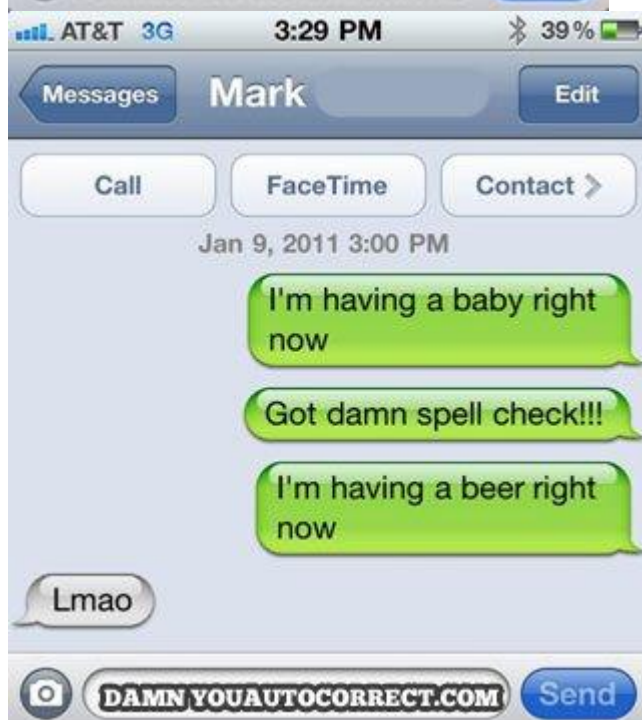 AT&T 3G 3:29 PM 39%
Messages Mark Edit
Call FaceTime Contact >
Jan 9, 2011 3:00 PM
I'm having a baby right
now
Got damn spell check!!!
I'm having a beer right
now
Lmao
DAMNYOUAUTOCORRECT.COM Send